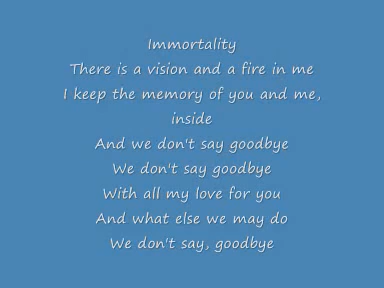 Immortality
There is a vision and a fire in me
I keep the memory of you and me,
inside
And we don't say goodbye
We don't say goodbye
With all my love for you
And what else we may do
We don't say, goodbye